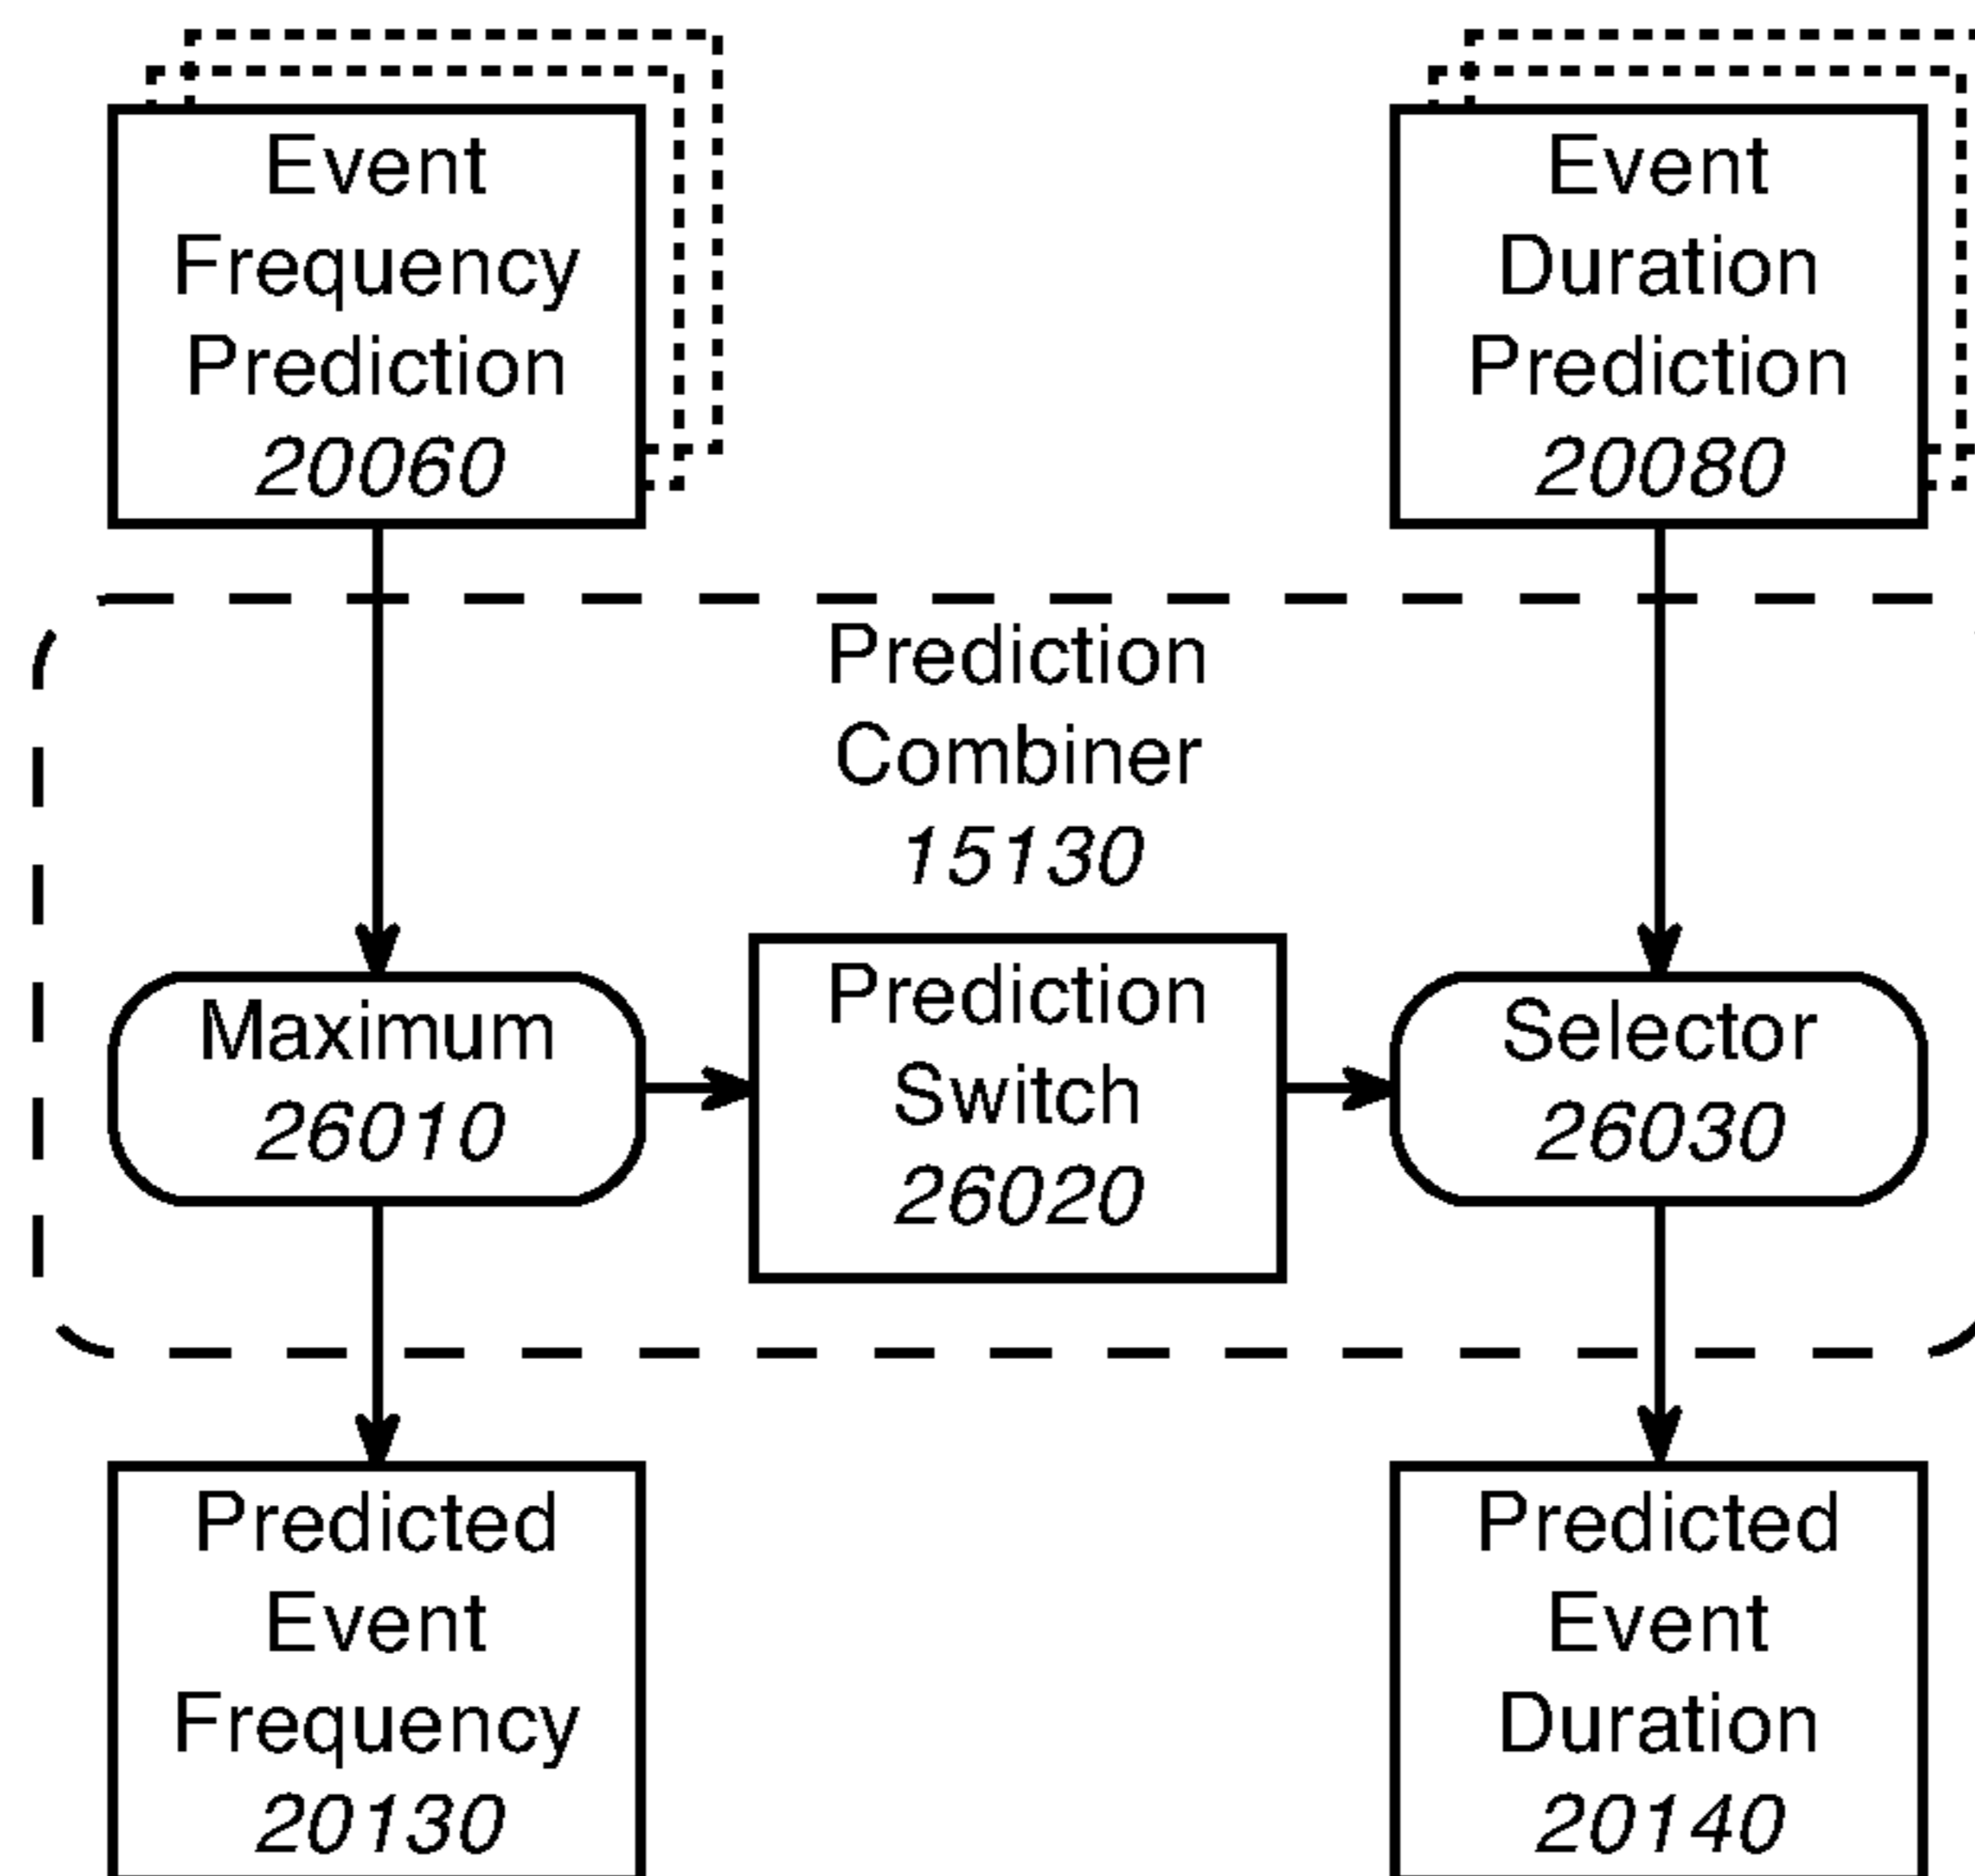 Event
Frequency
Prediction
20060
Event
Duration
Prediction
20080
Prediction
Combiner
15130
Maximum
26010
Prediction
Switch
26020
Selector
26030
Predicted
Event
Frequency
20130
Predicted
Event
Duration
20140